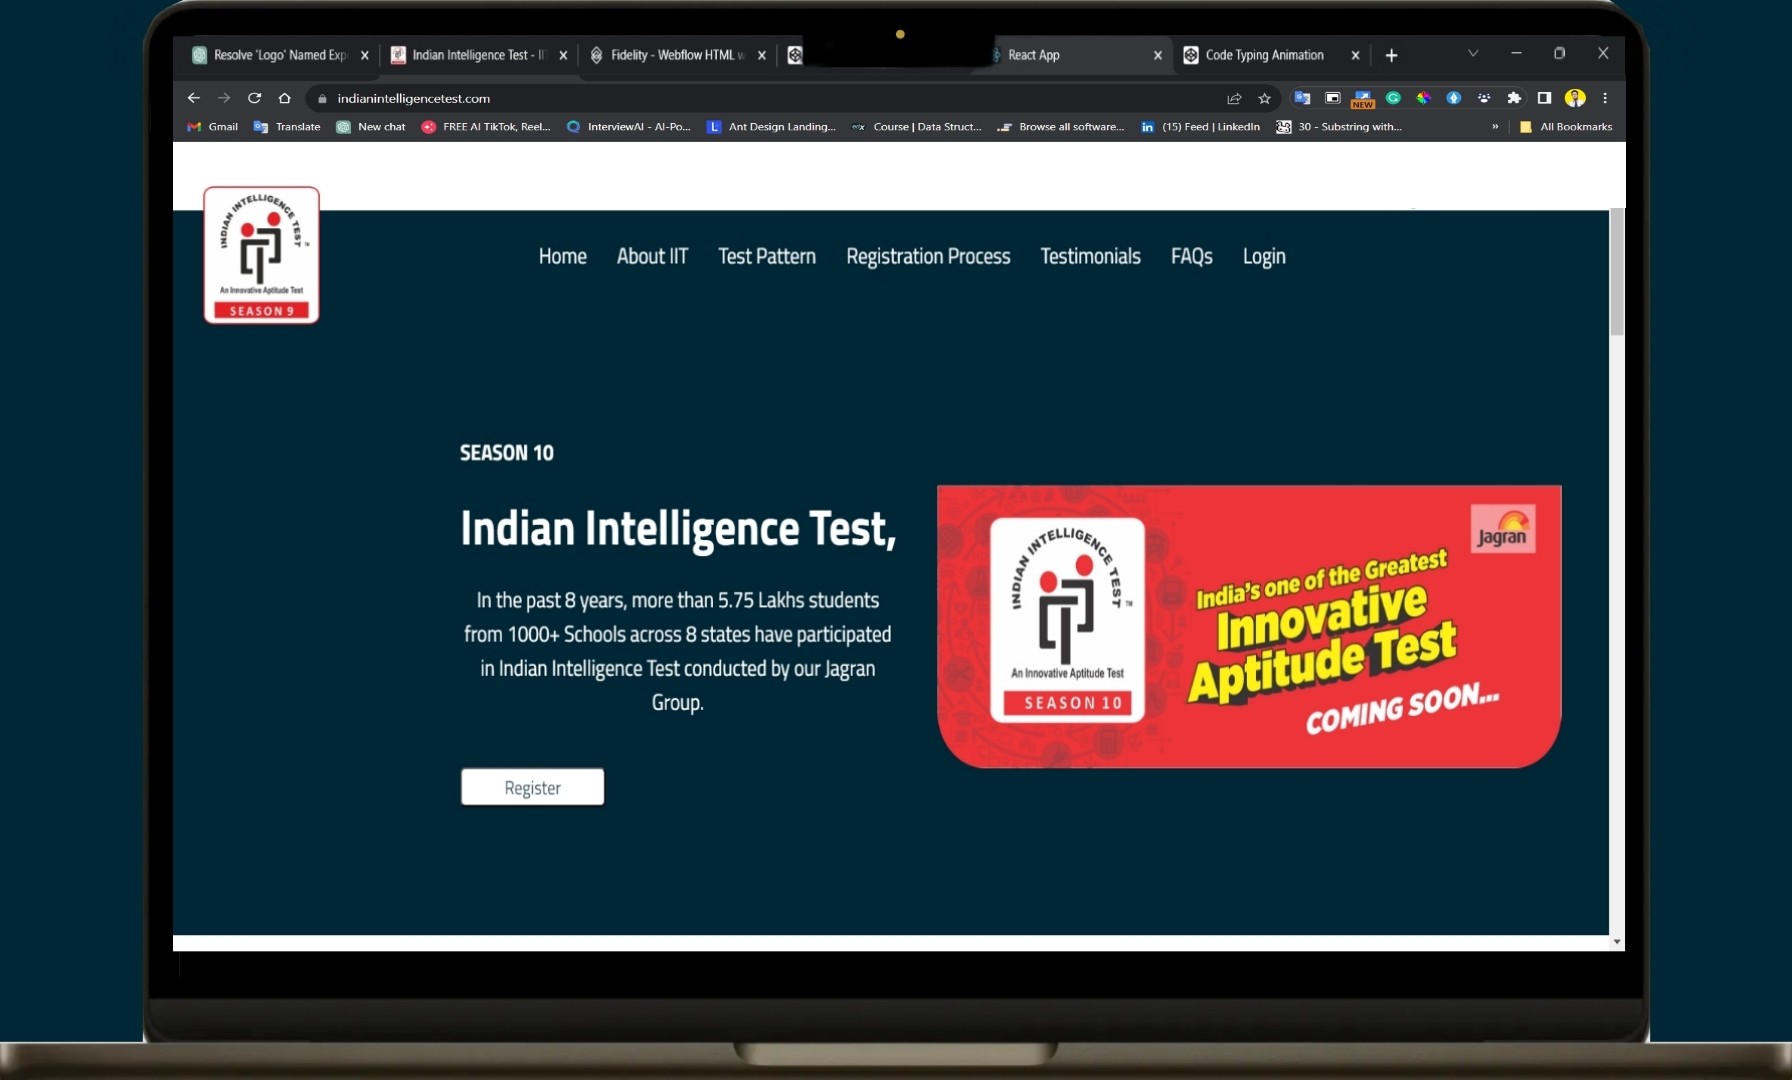 Resolve 'Logo' Named Exp
Indian Intelligence Test - II
Fidelity - Webflow HTML w
React App
Code Typing Animation
indianintelligencetest.com
NEW
Gmail
Translate
New chat
FREE AI TikTok, Reel...
InterviewAI - AI-Po...
L
Ant Design Landing...
Course | Data Struct...
Browse all software...
in
(15) Feed | LinkedIn
30 - Substring with...
»
All Bookmarks
INDIAN INTELLIGENCE TEST
TM
An Innovative Aptitude Test
SEASON 9
Home
About IIT
Test Pattern
Registration Process
Testimonials
FAQs
Login
SEASON 10
Indian Intelligence Test,
In the past 8 years, more than 5.75 Lakhs students
from 1000+ Schools across 8 states have participated
in Indian Intelligence Test conducted by our Jagran
Group.
Register
INDIAN INTELLIGENCE TEST
TM
An Innovative Aptitude Test
SEASON 10
Jagran
India's one of the Greatest
Innovative
Aptitude Test
COMING SOON...